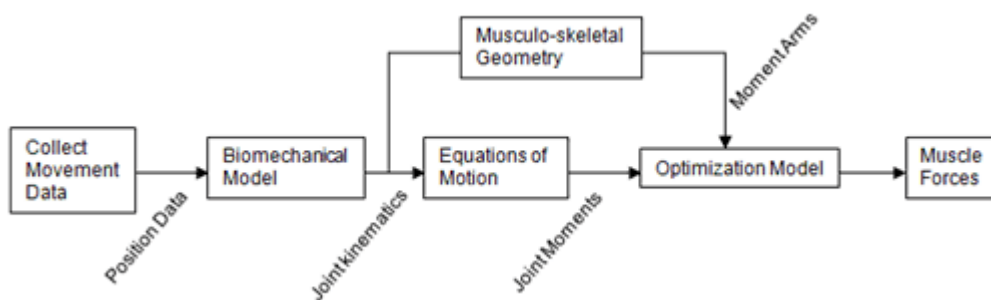 Musculo-skeletal
Geometry
Moment Arms
Collect
Movement
Data
Position Data
Biomechanical
Model
Joint kinematics
Equations of
Motion
Joint Moments
Optimization Model
Muscle
Forces